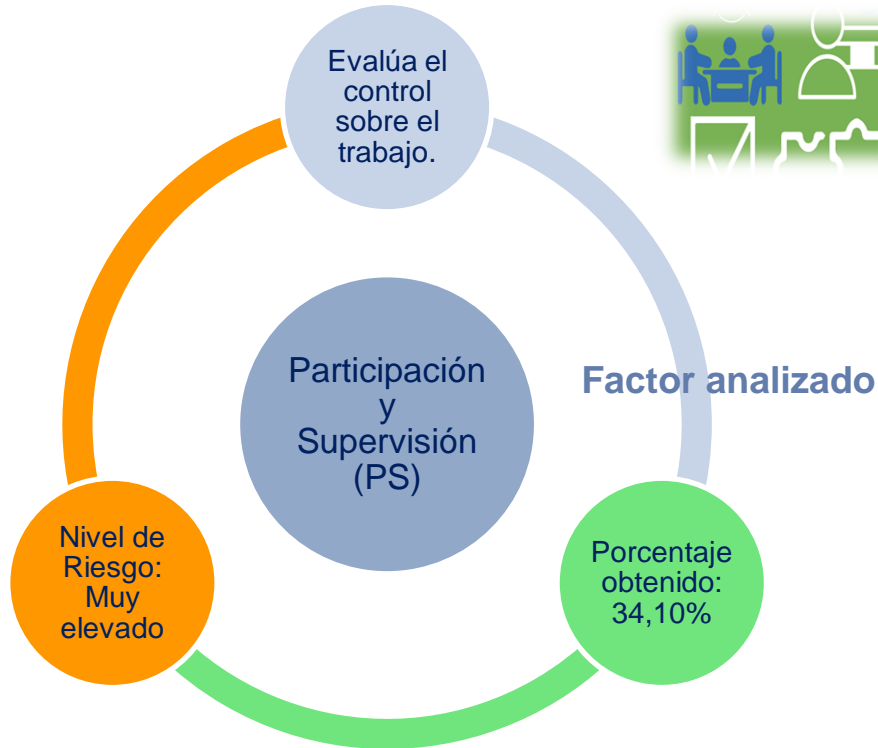 Evalúa el
control
sobre el
trabajo.
Participación
y
Supervisión
(PS)
Factor analizado
Nivel de
Riesgo:
Muy
elevado
Porcentaje
obtenido:
34,10%